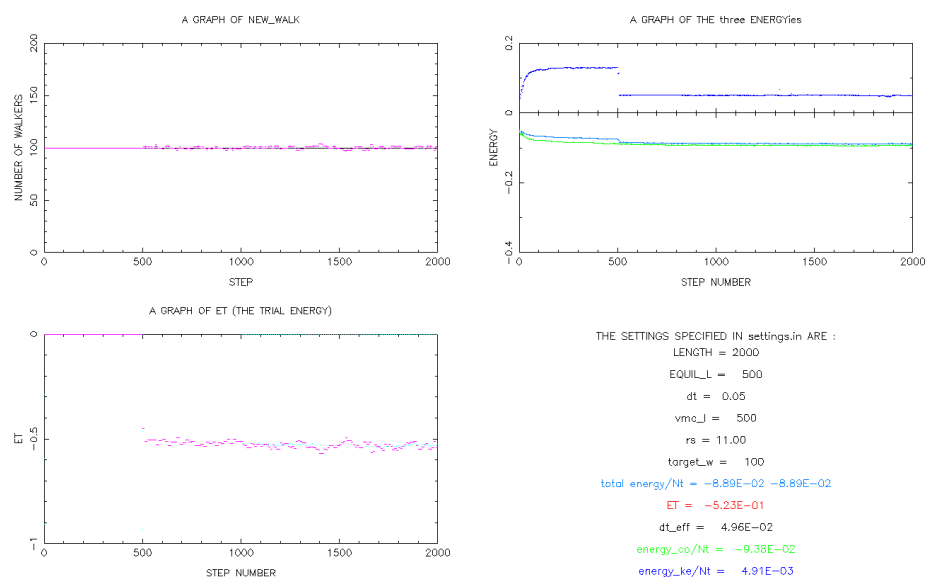 A GRAPH OF NEW_WALK
200
150
100
50
0
NUMBER OF WALKERS
0 500 1000 1500 2000
STEP
A GRAPH OF THE three ENERGYies
0.2
0
-0.2
-0.4
ENERGY
0 500 1000 1500 2000
STEP NUMBER
A GRAPH OF ET (THE TRIAL ENERGY)
0
-0.5
-1
ET
0 500 1000 1500 2000
STEP NUMBER
THE SETTINGS SPECIFIED IN settings.in ARE :
LENGTH = 2000
EQUIL_L = 500
dt = 0.05
vmc_l = 500
rs = 11.00
target_w = 100
total energy/Nt = -8.89E-02 -8.89E-02
ET = -5.23E-01
dt_eff = 4.96E-02
energy_co/Nt = -9.38E-02
energy_ke/Nt = 4.91E-03